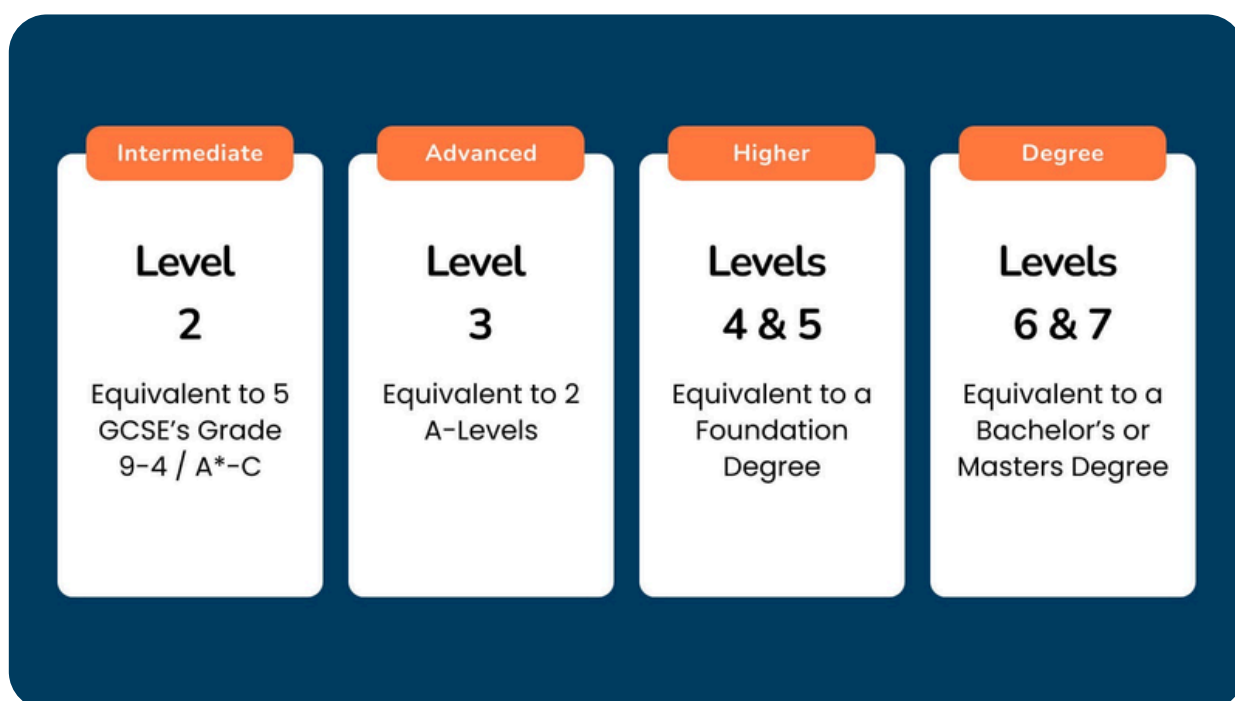 Intermediate
Level
2
Equivalent to 5
GCSE’s Grade
9-4 / A*-C
Advanced
Level
3
Equivalent to 2
A-Levels
Higher
Levels
4 & 5
Equivalent to a
Foundation
Degree
Degree
Levels
6 & 7
Equivalent to a
Bachelor’s or
Masters Degree